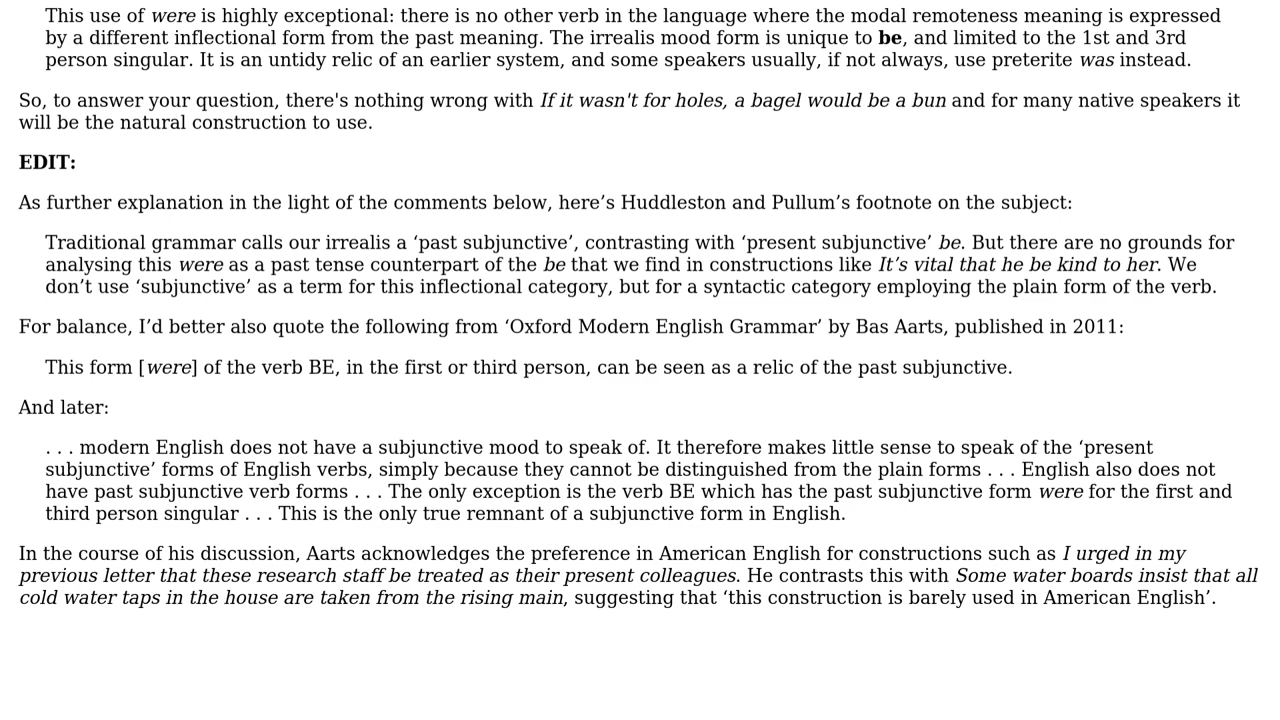 This use of were is highly exceptional: there is no other verb in the language where the modal remoteness meaning is expressed
by a different inflectional form from the past meaning. The irrealis mood form is unique to be, and limited to the 1st and 3rd
person singular. It is an untidy relic of an earlier system, and some speakers usually, if not always, use preterite was instead.
So, to answer your question, there's nothing wrong with If it wasn't for holes, a bagel would be a bun and for many native speakers it
will be the natural construction to use.
EDIT:
As further explanation in the light of the comments below, here’s Huddleston and Pullum’s footnote on the subject:
Traditional grammar calls our irrealis a ‘past subjunctive’, contrasting with ‘present subjunctive’ be. But there are no grounds for
analysing this were as a past tense counterpart of the be that we find in constructions like It’s vital that he be kind to her. We
don’t use ‘subjunctive’ as a term for this inflectional category, but for a syntactic category employing the plain form of the verb.
For balance, I’d better also quote the following from ‘Oxford Modern English Grammar’ by Bas Aarts, published in 2011:
This form [were] of the verb BE, in the first or third person, can be seen as a relic of the past subjunctive.
And later:
. . . modern English does not have a subjunctive mood to speak of. It therefore makes little sense to speak of the ‘present
subjunctive’ forms of English verbs, simply because they cannot be distinguished from the plain forms . . . English also does not
have past subjunctive verb forms . . . The only exception is the verb BE which has the past subjunctive form were for the first and
third person singular . . . This is the only true remnant of a subjunctive form in English.
In the course of his discussion, Aarts acknowledges the preference in American English for constructions such as I urged in my
previous letter that these research staff be treated as their present colleagues. He contrasts this with Some water boards insist that all
cold water taps in the house are taken from the rising main, suggesting that ‘this construction is barely used in American English’.